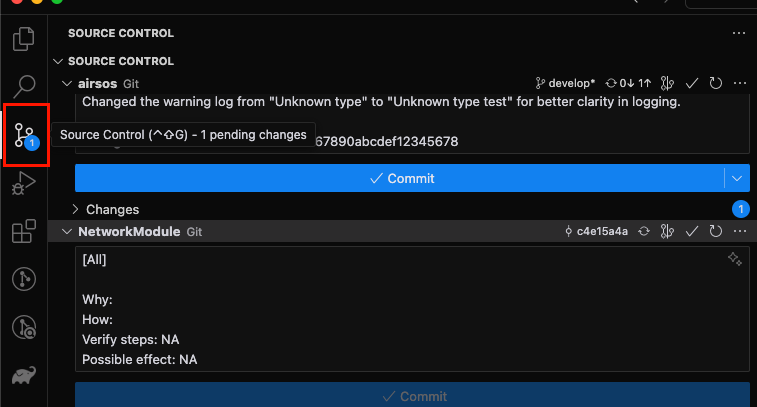 SOURCE CONTROL
SOURCE CONTROL
airsos Git develop* 0↓ 1↑
Changed the warning log from "Unknown type" to "Unknown type test" for better clarity in logging.
1
Source Control (⌃⇧G) - 1 pending changes
67890abcdef12345678
Commit
Changes 1
NetworkModule Git c4e15a4a
[All]
Why:
How:
Verify steps: NA
Possible effect: NA
Commit